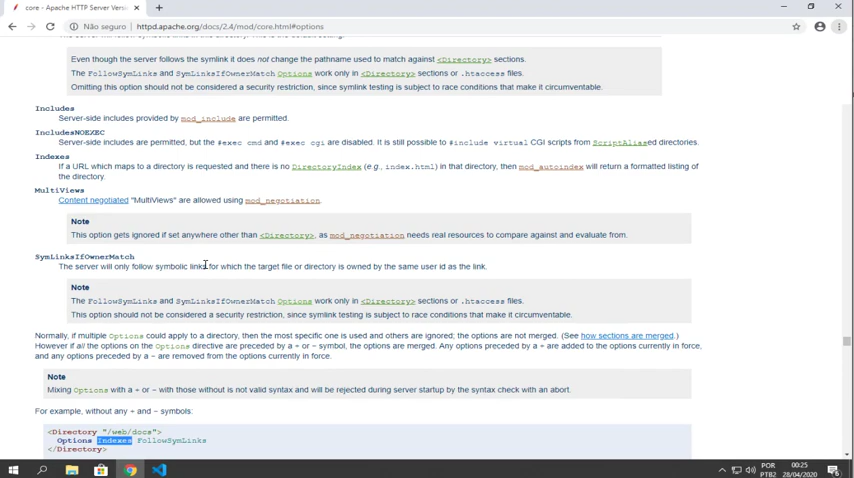 core - Apache HTTP Server Versi
Não seguro | httpd.apache.org/docs/2.4/mod/core.html#options
Even though the server follows the symlink it does not change the pathname used to match against <Directory> sections.
The FollowSymLinks and SymLinksIfOwnerMatch Options work only in <Directory> sections or .htaccess files.
Omitting this option should not be considered a security restriction, since symlink testing is subject to race conditions that make it circumventable.
Includes
Server-side includes provided by mod_include are permitted.
IncludesNOEXEC
Server-side includes are permitted, but the #exec cmd and #exec cgi are disabled. It is still possible to #include virtual CGI scripts from ScriptAliased directories.
Indexes
If a URL which maps to a directory is requested and there is no DirectoryIndex (e.g., index.html) in that directory, then mod_autoindex will return a formatted listing of
the directory.
MultiViews
Content negotiated "MultiViews" are allowed using mod_negotiation.
Note
This option gets ignored if set anywhere other than <Directory>, as mod_negotiation needs real resources to compare against and evaluate from.
SymLinksIfOwnerMatch
The server will only follow symbolic links for which the target file or directory is owned by the same user id as the link.
Note
The FollowSymLinks and SymLinksIfOwnerMatch Options work only in <Directory> sections or .htaccess files.
This option should not be considered a security restriction, since symlink testing is subject to race conditions that make it circumventable.
Normally, if multiple Options could apply to a directory, then the most specific one is used and others are ignored; the options are not merged. (See how sections are merged.)
However if all the options on the Options directive are preceded by a + or - symbol, the options are merged. Any options preceded by a + are added to the options currently in force,
and any options preceded by a - are removed from the options currently in force.
Note
Mixing Options with a + or - with those without is not valid syntax and will be rejected during server startup by the syntax check with an abort.
For example, without any + and - symbols:
<Directory "/web/docs">
Options Indexes FollowSymLinks
</Directory>
POR 00:25
PTB2 28/04/2020